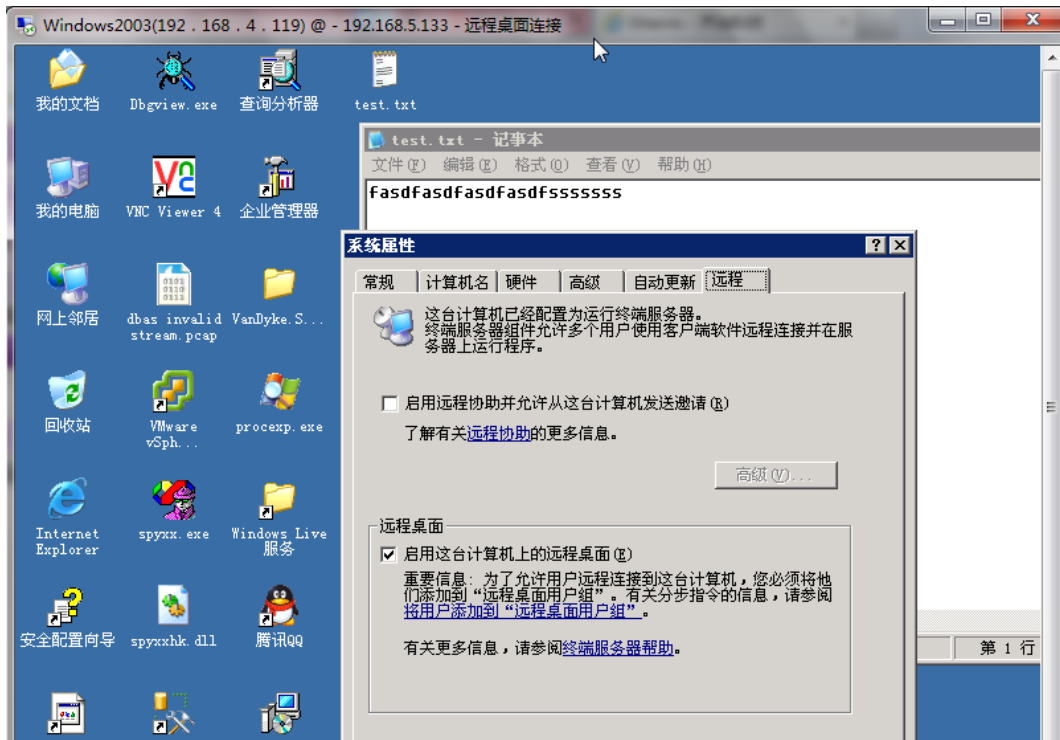 Windows2003(192 . 168 . 4 . 119) @ - 192.168.5.133 - 远程桌面连接
我的文档
Dbgview.exe
查询分析器
test.txt
test.txt - 记事本
文件(F) 编辑(E) 格式(O) 查看(V) 帮助(H)
fasdfasdfasdfasdfsssssss
我的电脑
VNC Viewer 4
企业管理器
系统属性
常规 计算机名 硬件 高级 自动更新 远程
这台计算机已经配置为运行终端服务器。
终端服务器组件允许多个用户使用客户端软件远程连接并在服
务器上运行程序。
网上邻居
dbas invalid
stream.pcap
VanDyke.S...
启用远程协助并允许从这台计算机发送邀请(R)
了解有关远程协助的更多信息。
高级(V)...
回收站
VMware
vSph...
procexp.exe
远程桌面
启用这台计算机上的远程桌面(E)
重要信息: 为了允许用户远程连接到这台计算机,您必须将他
们添加到“远程桌面用户组”。有关分步指令的信息,请参阅
将用户添加到“远程桌面用户组”。
有关更多信息,请参阅终端服务器帮助。
Internet
Explorer
spyxx.exe
Windows Live
服务
安全配置向导
spyxxhk.dll
腾讯QQ
第 1 行